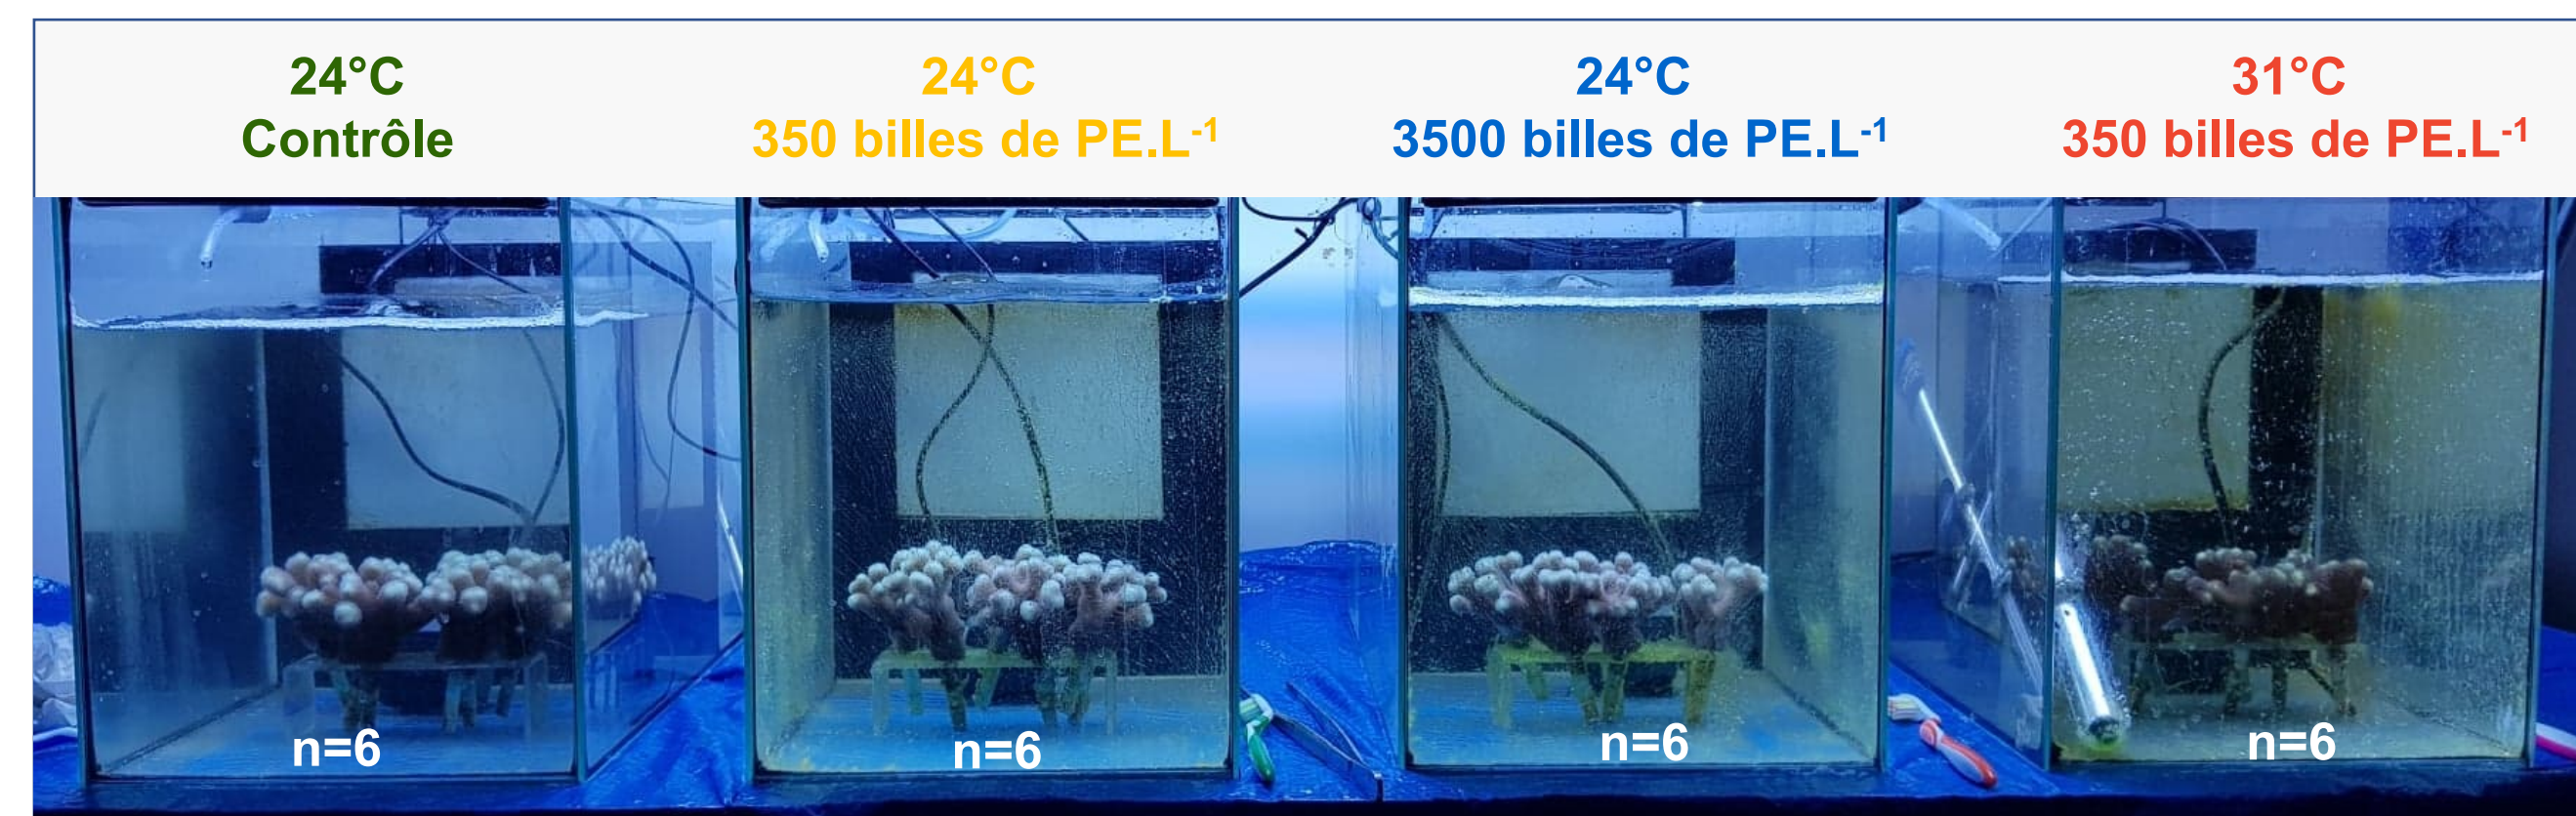 24°C
Contrôle
24°C
350 billes de PE.L⁻¹
24°C
3500 billes de PE.L⁻¹
31°C
350 billes de PE.L⁻¹
n=6
n=6
n=6
n=6